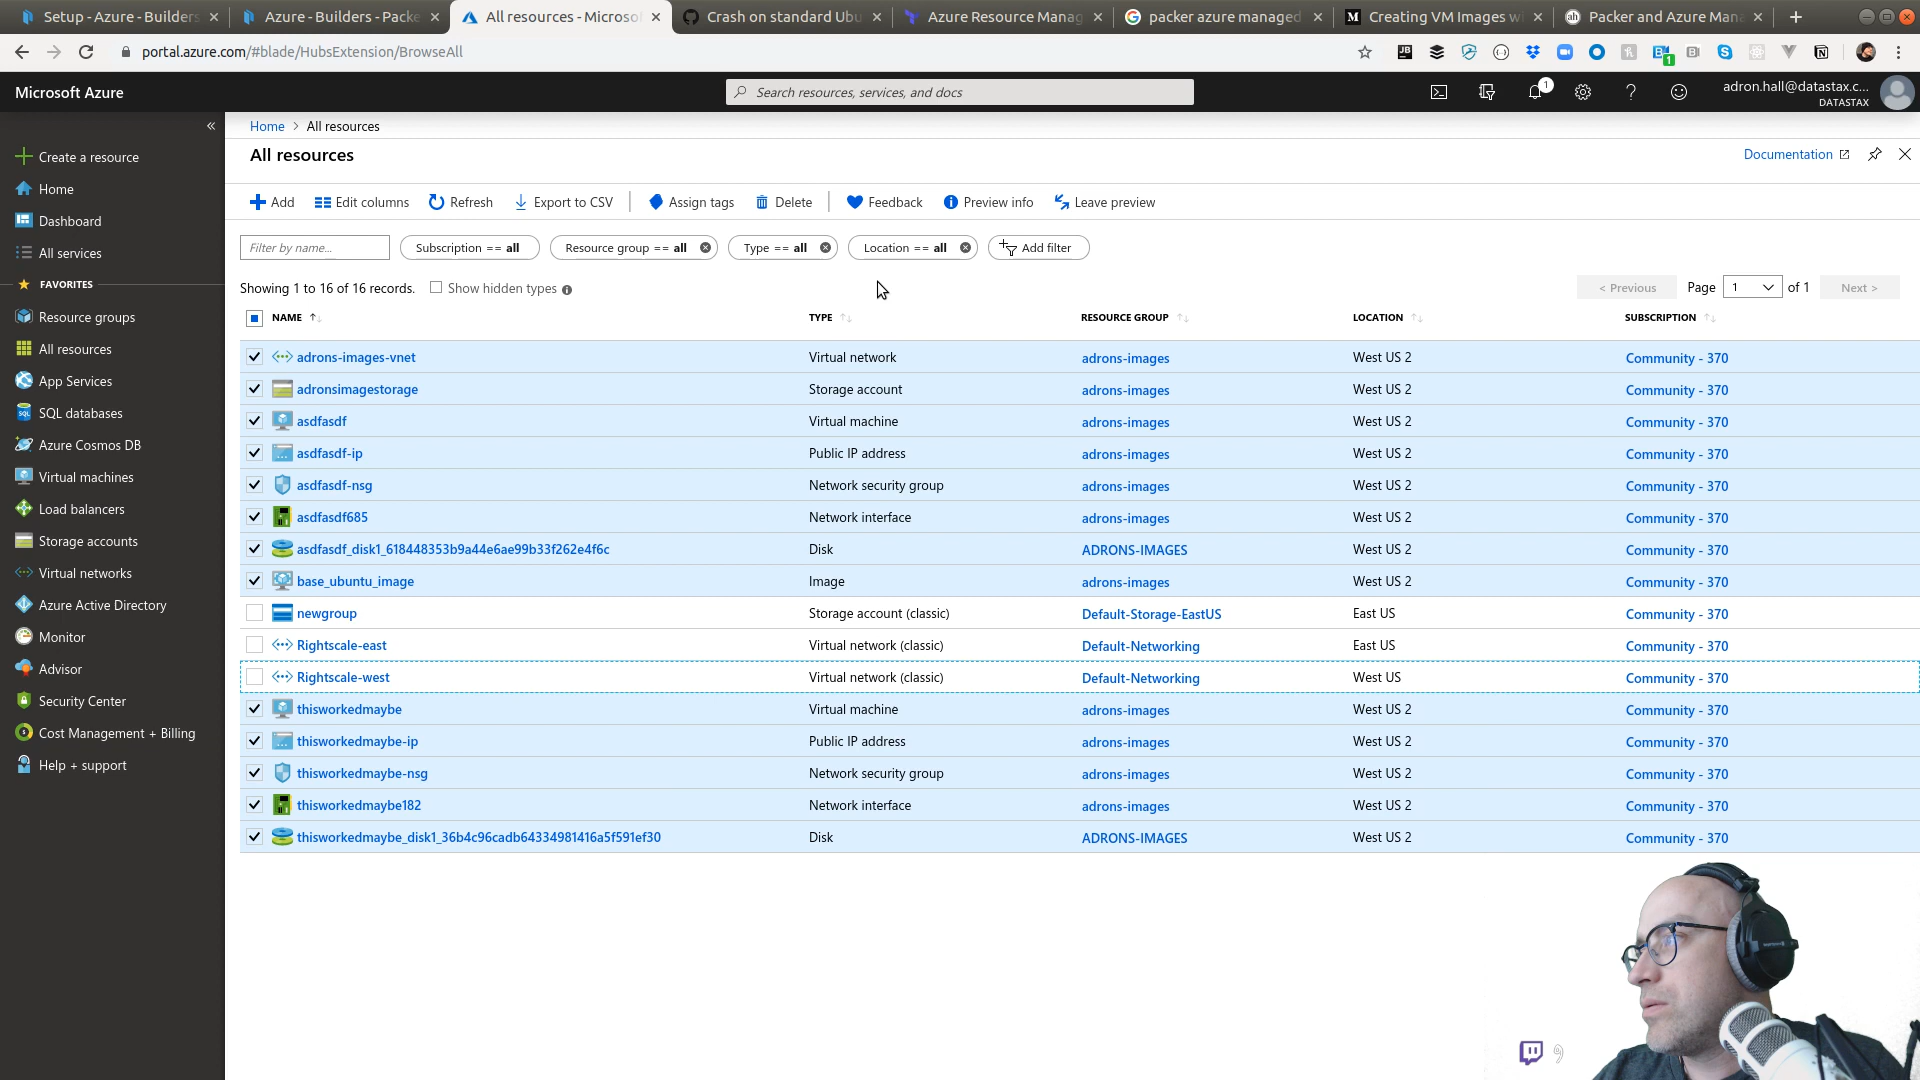 Setup - Azure - Builders
Azure - Builders - Packe
All resources - Microso
Crash on standard Ubu
Azure Resource Manag
packer azure managed
M Creating VM Images wi
ah Packer and Azure Mana
portal.azure.com/#blade/HubsExtension/BrowseAll
Microsoft Azure
Search resources, services, and docs
1
adron.hall@datastax.c...
DATASTAX
Home > All resources
All resources
Documentation
Add
Edit columns
Refresh
Export to CSV
Assign tags
Delete
Feedback
Preview info
Leave preview
Filter by name...
Subscription == all
Resource group == all
Type == all
Location == all
Add filter
Showing 1 to 16 of 16 records.
Show hidden types
< Previous
Page 1 of 1
Next >
NAME TYPE RESOURCE GROUP LOCATION SUBSCRIPTION
adrons-images-vnet Virtual network adrons-images West US 2 Community - 370
adronsimagestorage Storage account adrons-images West US 2 Community - 370
asdfasdf Virtual machine adrons-images West US 2 Community - 370
asdfasdf-ip Public IP address adrons-images West US 2 Community - 370
asdfasdf-nsg Network security group adrons-images West US 2 Community - 370
asdfasdf685 Network interface adrons-images West US 2 Community - 370
asdfasdf_disk1_618448353b9a44e6ae99b33f262e4f6c Disk ADRONS-IMAGES West US 2 Community - 370
base_ubuntu_image Image adrons-images West US 2 Community - 370
newgroup Storage account (classic) Default-Storage-EastUS East US Community - 370
Rightscale-east Virtual network (classic) Default-Networking East US Community - 370
Rightscale-west Virtual network (classic) Default-Networking West US Community - 370
thisworkedmaybe Virtual machine adrons-images West US 2 Community - 370
thisworkedmaybe-ip Public IP address adrons-images West US 2 Community - 370
thisworkedmaybe-nsg Network security group adrons-images West US 2 Community - 370
thisworkedmaybe182 Network interface adrons-images West US 2 Community - 370
thisworkedmaybe_disk1_36b4c96cadb64334981416a5f591ef30 Disk ADRONS-IMAGES West US 2 Community - 370
Create a resource
Home
Dashboard
All services
FAVORITES
Resource groups
All resources
App Services
SQL databases
Azure Cosmos DB
Virtual machines
Load balancers
Storage accounts
Virtual networks
Azure Active Directory
Monitor
Advisor
Security Center
Cost Management + Billing
Help + support